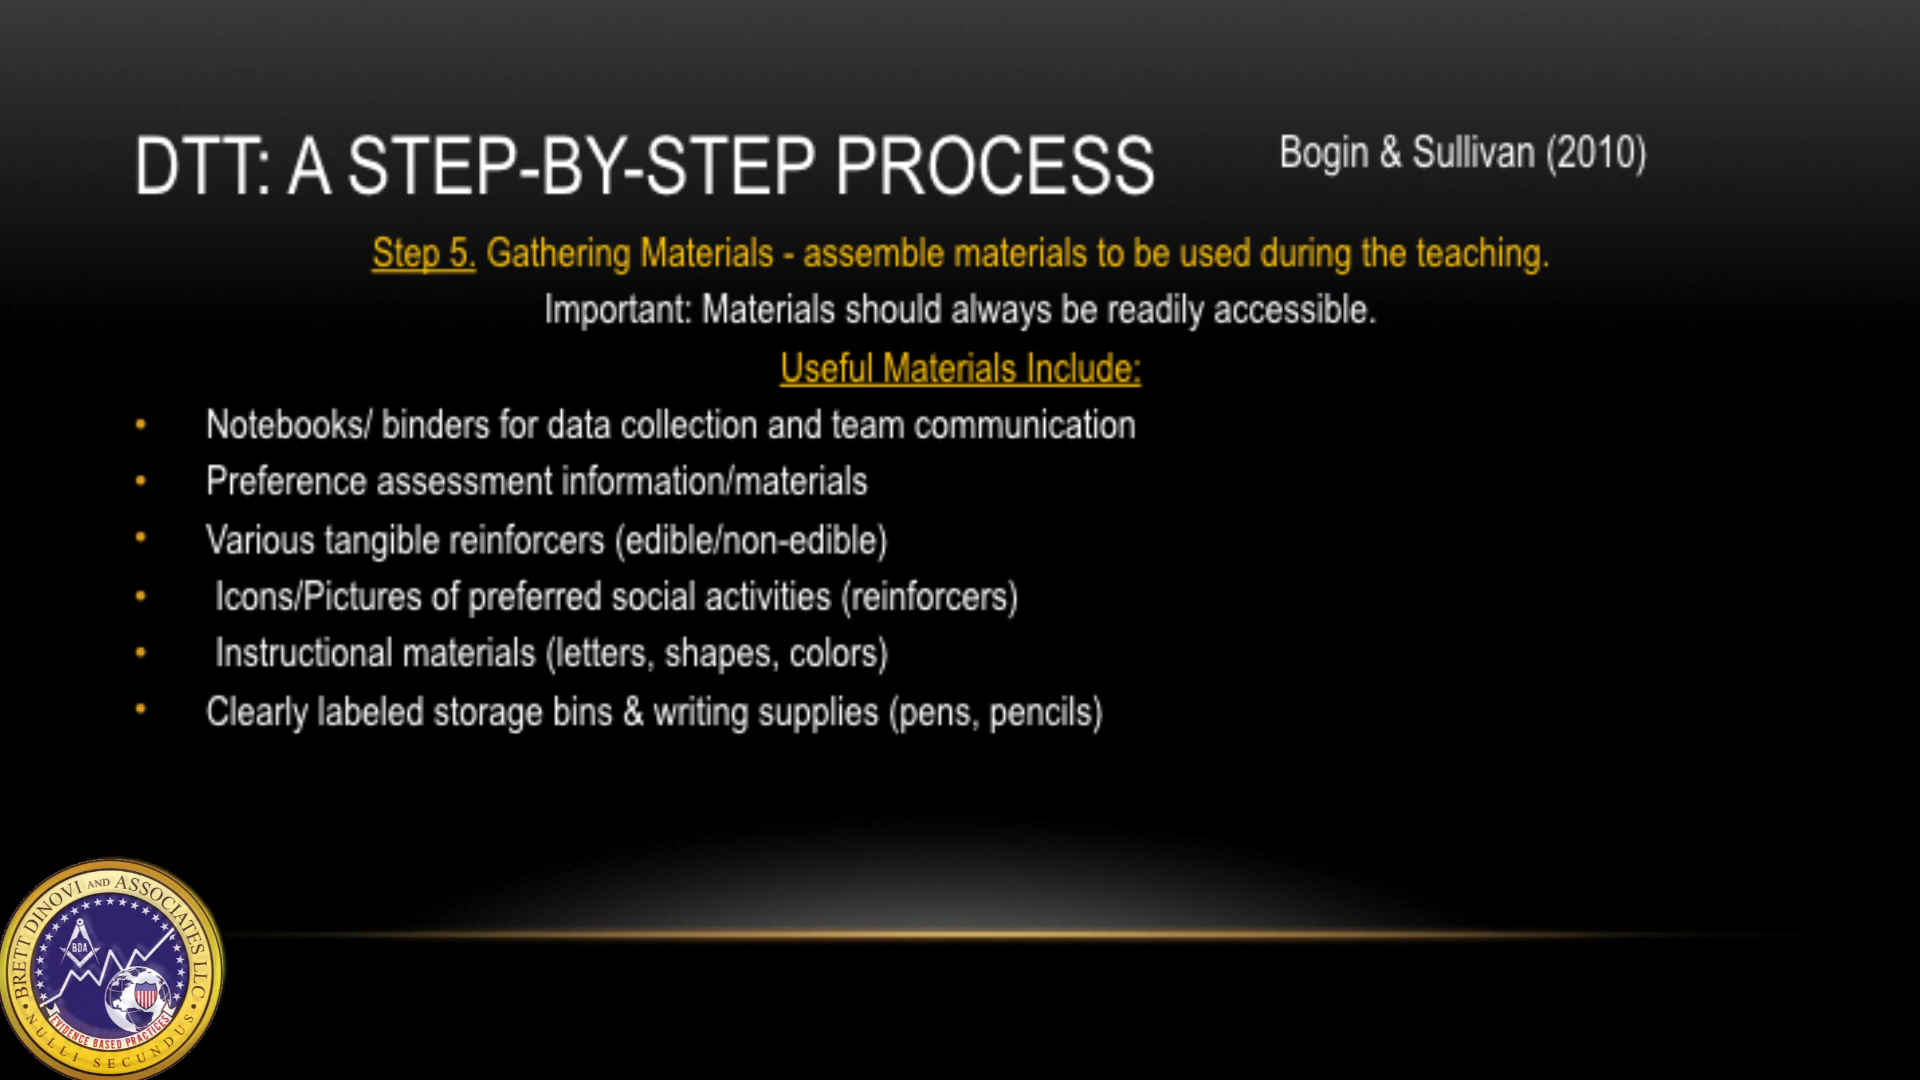 DTT: A STEP-BY-STEP PROCESS
Bogin & Sullivan (2010)
Step 5. Gathering Materials - assemble materials to be used during the teaching.
Important: Materials should always be readily accessible.
Useful Materials Include:
• Notebooks/ binders for data collection and team communication
• Preference assessment information/materials
• Various tangible reinforcers (edible/non-edible)
• Icons/Pictures of preferred social activities (reinforcers)
• Instructional materials (letters, shapes, colors)
• Clearly labeled storage bins & writing supplies (pens, pencils)
BRETT DINOVI AND ASSOCIATES LLC
BDA
EVIDENCE BASED PRACTICES
NULLI SECUNDUS